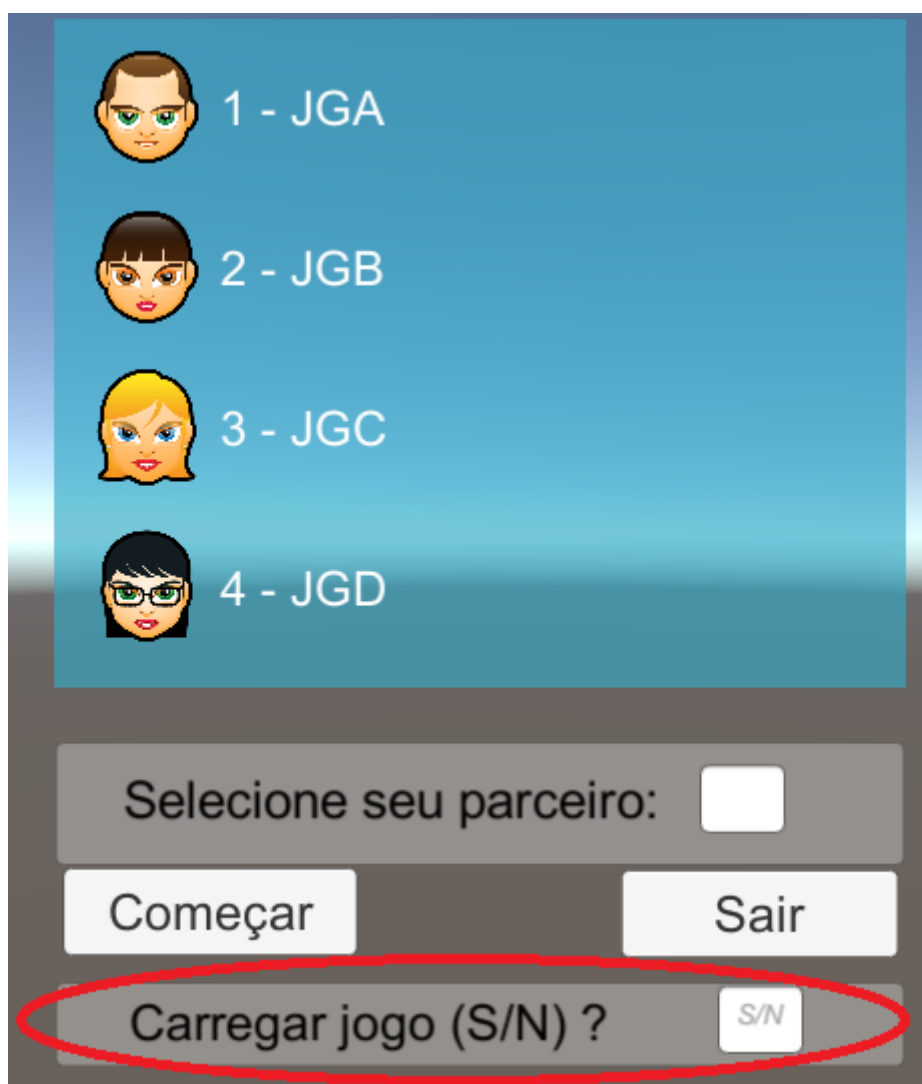 1 - JGA
2 - JGB
3 - JGC
4 - JGD
Selecione seu parceiro:
Começar Sair
Carregar jogo (S/N) ? S/N